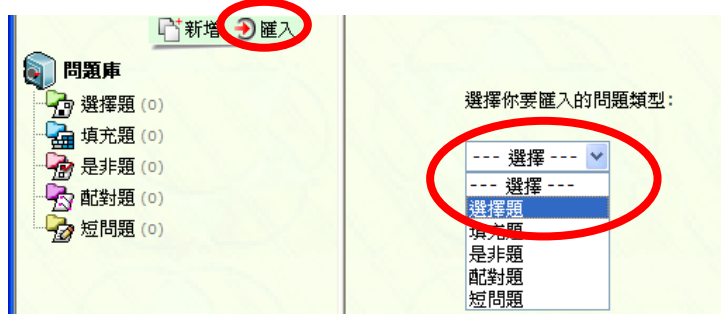 新增 匯入
問題庫
選擇題 (0)
填充題 (0)
是非題 (0)
配對題 (0)
短問題 (0)
選擇你要匯入的問題類型:
--- 選擇 ---
--- 選擇 ---
選擇題
填充題
是非題
配對題
短問題